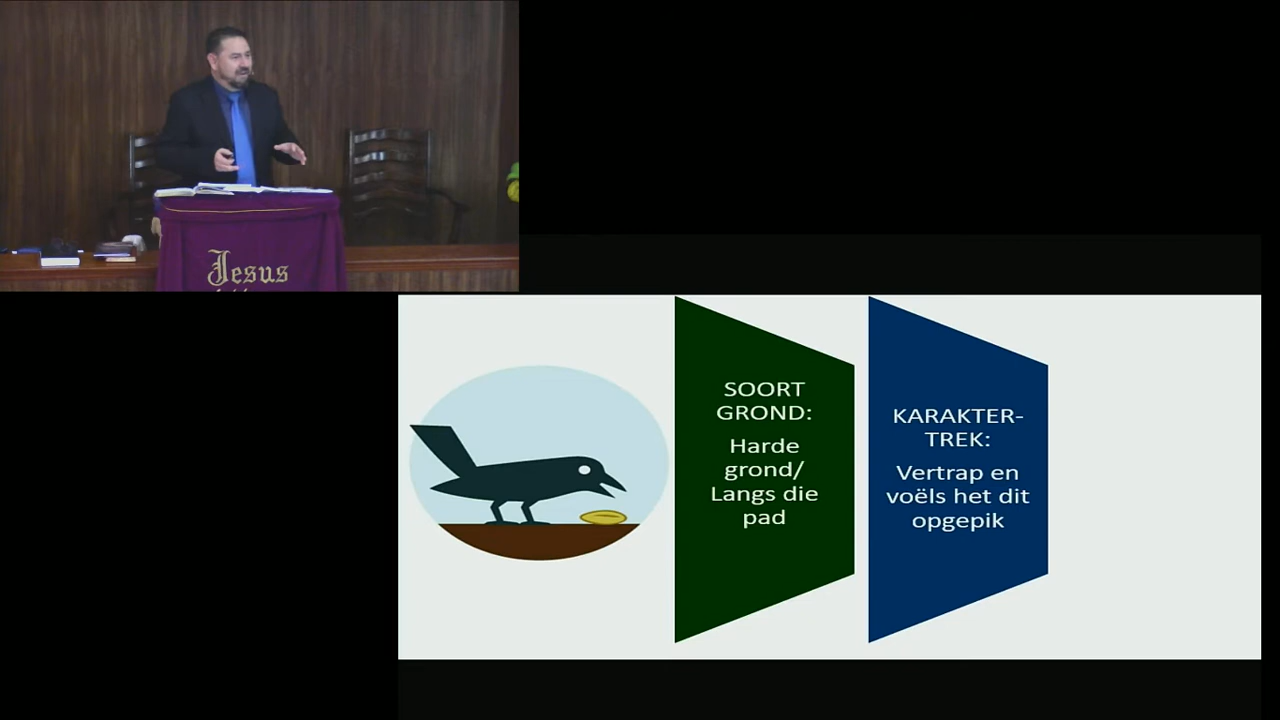 Jesus
SOORT
GROND:
Harde
grond/
Langs die
pad
KARAKTER-
TREK:
Vertrap en
voëls het dit
opgepik